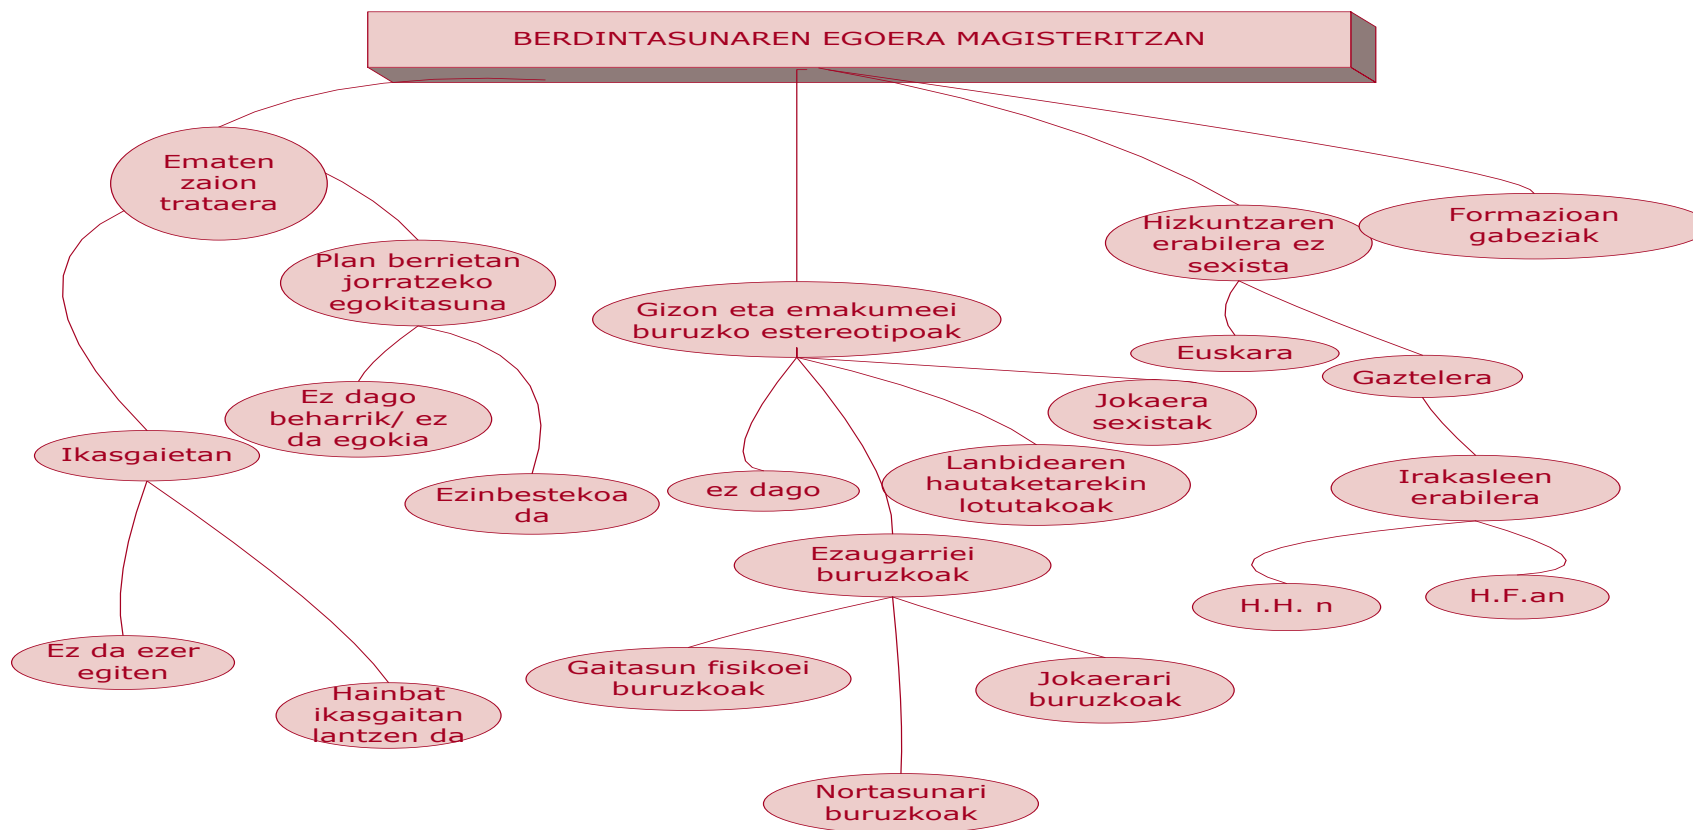 BERDINTASUNAREN EGOERA MAGISTERITZAN
Ematen
zaion
trataera
Plan berrietan
jorratzeko
egokitasuna
Gizon eta emakumeei
buruzko estereotipoak
Hizkuntzaren
erabilera ez
sexista
Formazioan
gabeziak
Euskara
Gaztelera
Ez dago
beharrik/ ez
da egokia
Jokaera
sexistak
Ikasgaietan
Ezinbestekoa
da
ez dago
Lanbidearen
hautaketarekin
lotutakoak
Irakasleen
erabilera
Ezaugarriei
buruzkoak
H.H. n
H.F.an
Ez da ezer
egiten
Hainbat
ikasgaitan
lantzen da
Gaitasun fisikoei
buruzkoak
Jokaerari
buruzkoak
Nortasunari
buruzkoak